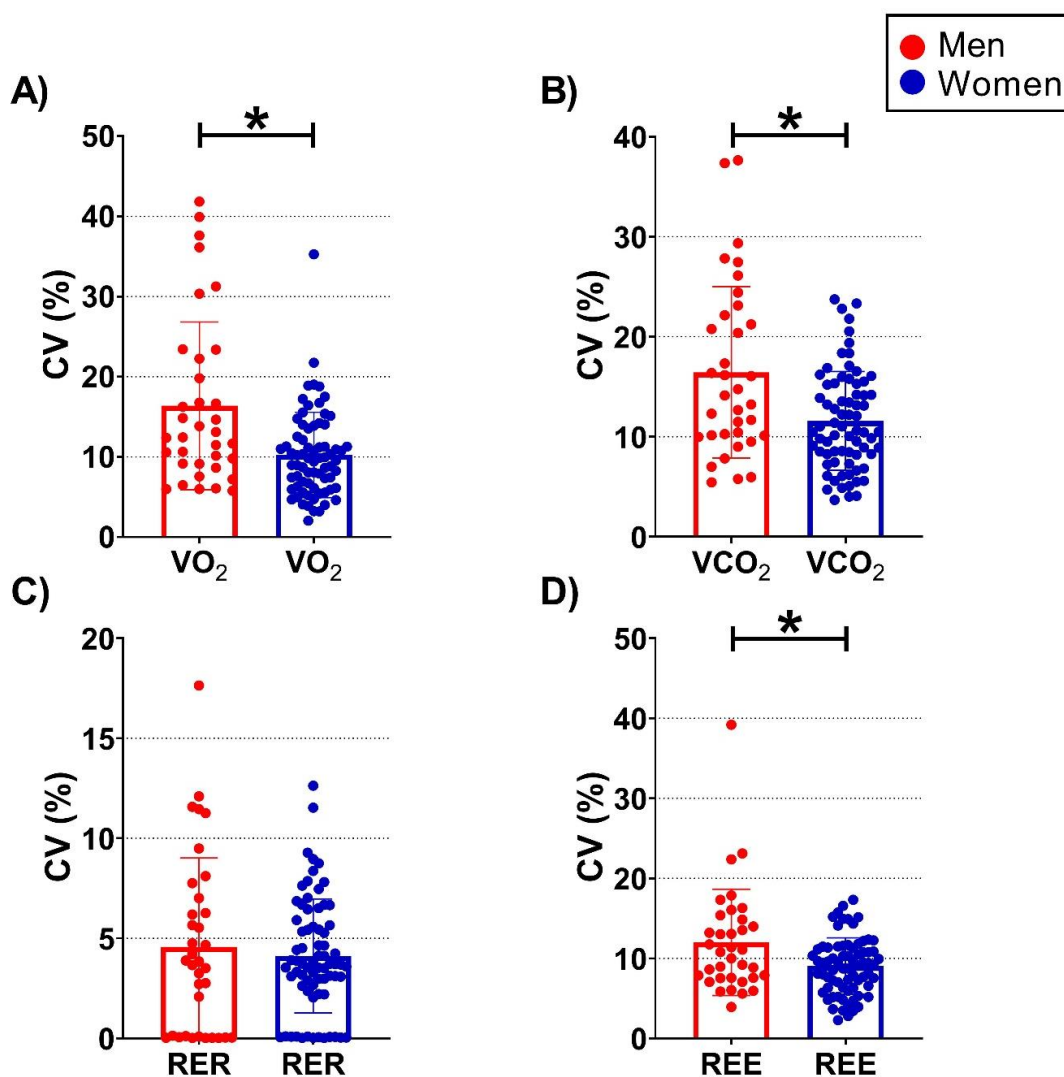 Men
Women
A)
*
CV (%)
50
40
30
20
10
0
VO₂ VO₂
B)
*
CV (%)
40
30
20
10
0
VCO₂ VCO₂
C)
CV (%)
20
15
10
5
0
RER RER
D)
*
CV (%)
50
40
30
20
10
0
REE REE